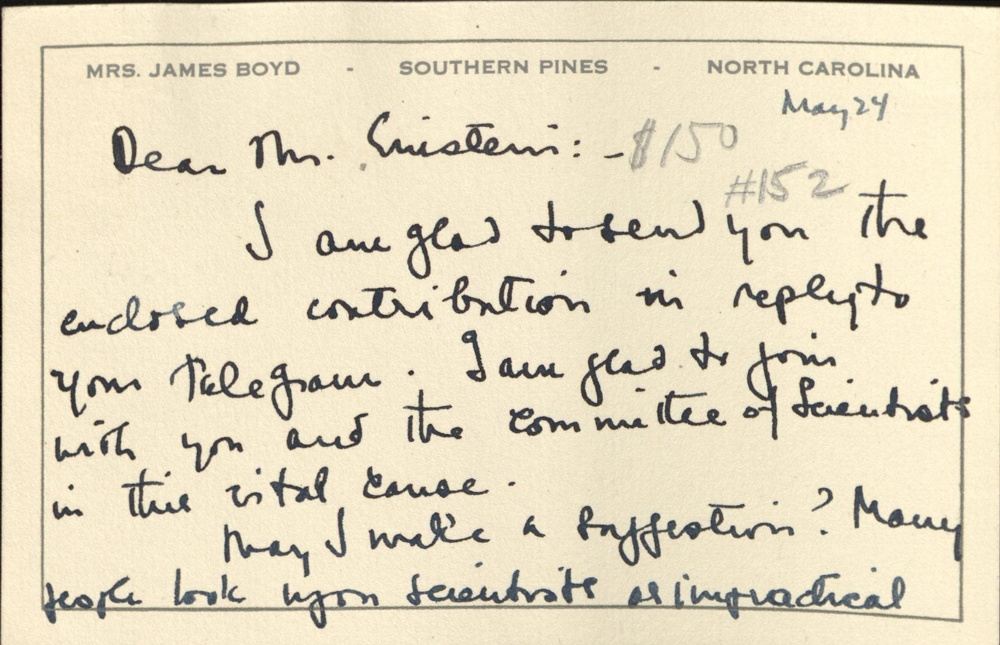 MRS. JAMES BOYD - SOUTHERN PINES - NORTH CAROLINA
May 24
Dear Mr. Einstein: - $150
#152
I am glad to send you the
enclosed contribution in reply to
your Telegram. I am glad to join
with you and the Committee of Scientists
in this vital cause.
May I make a suggestion? Many
people look upon scientists as impractical